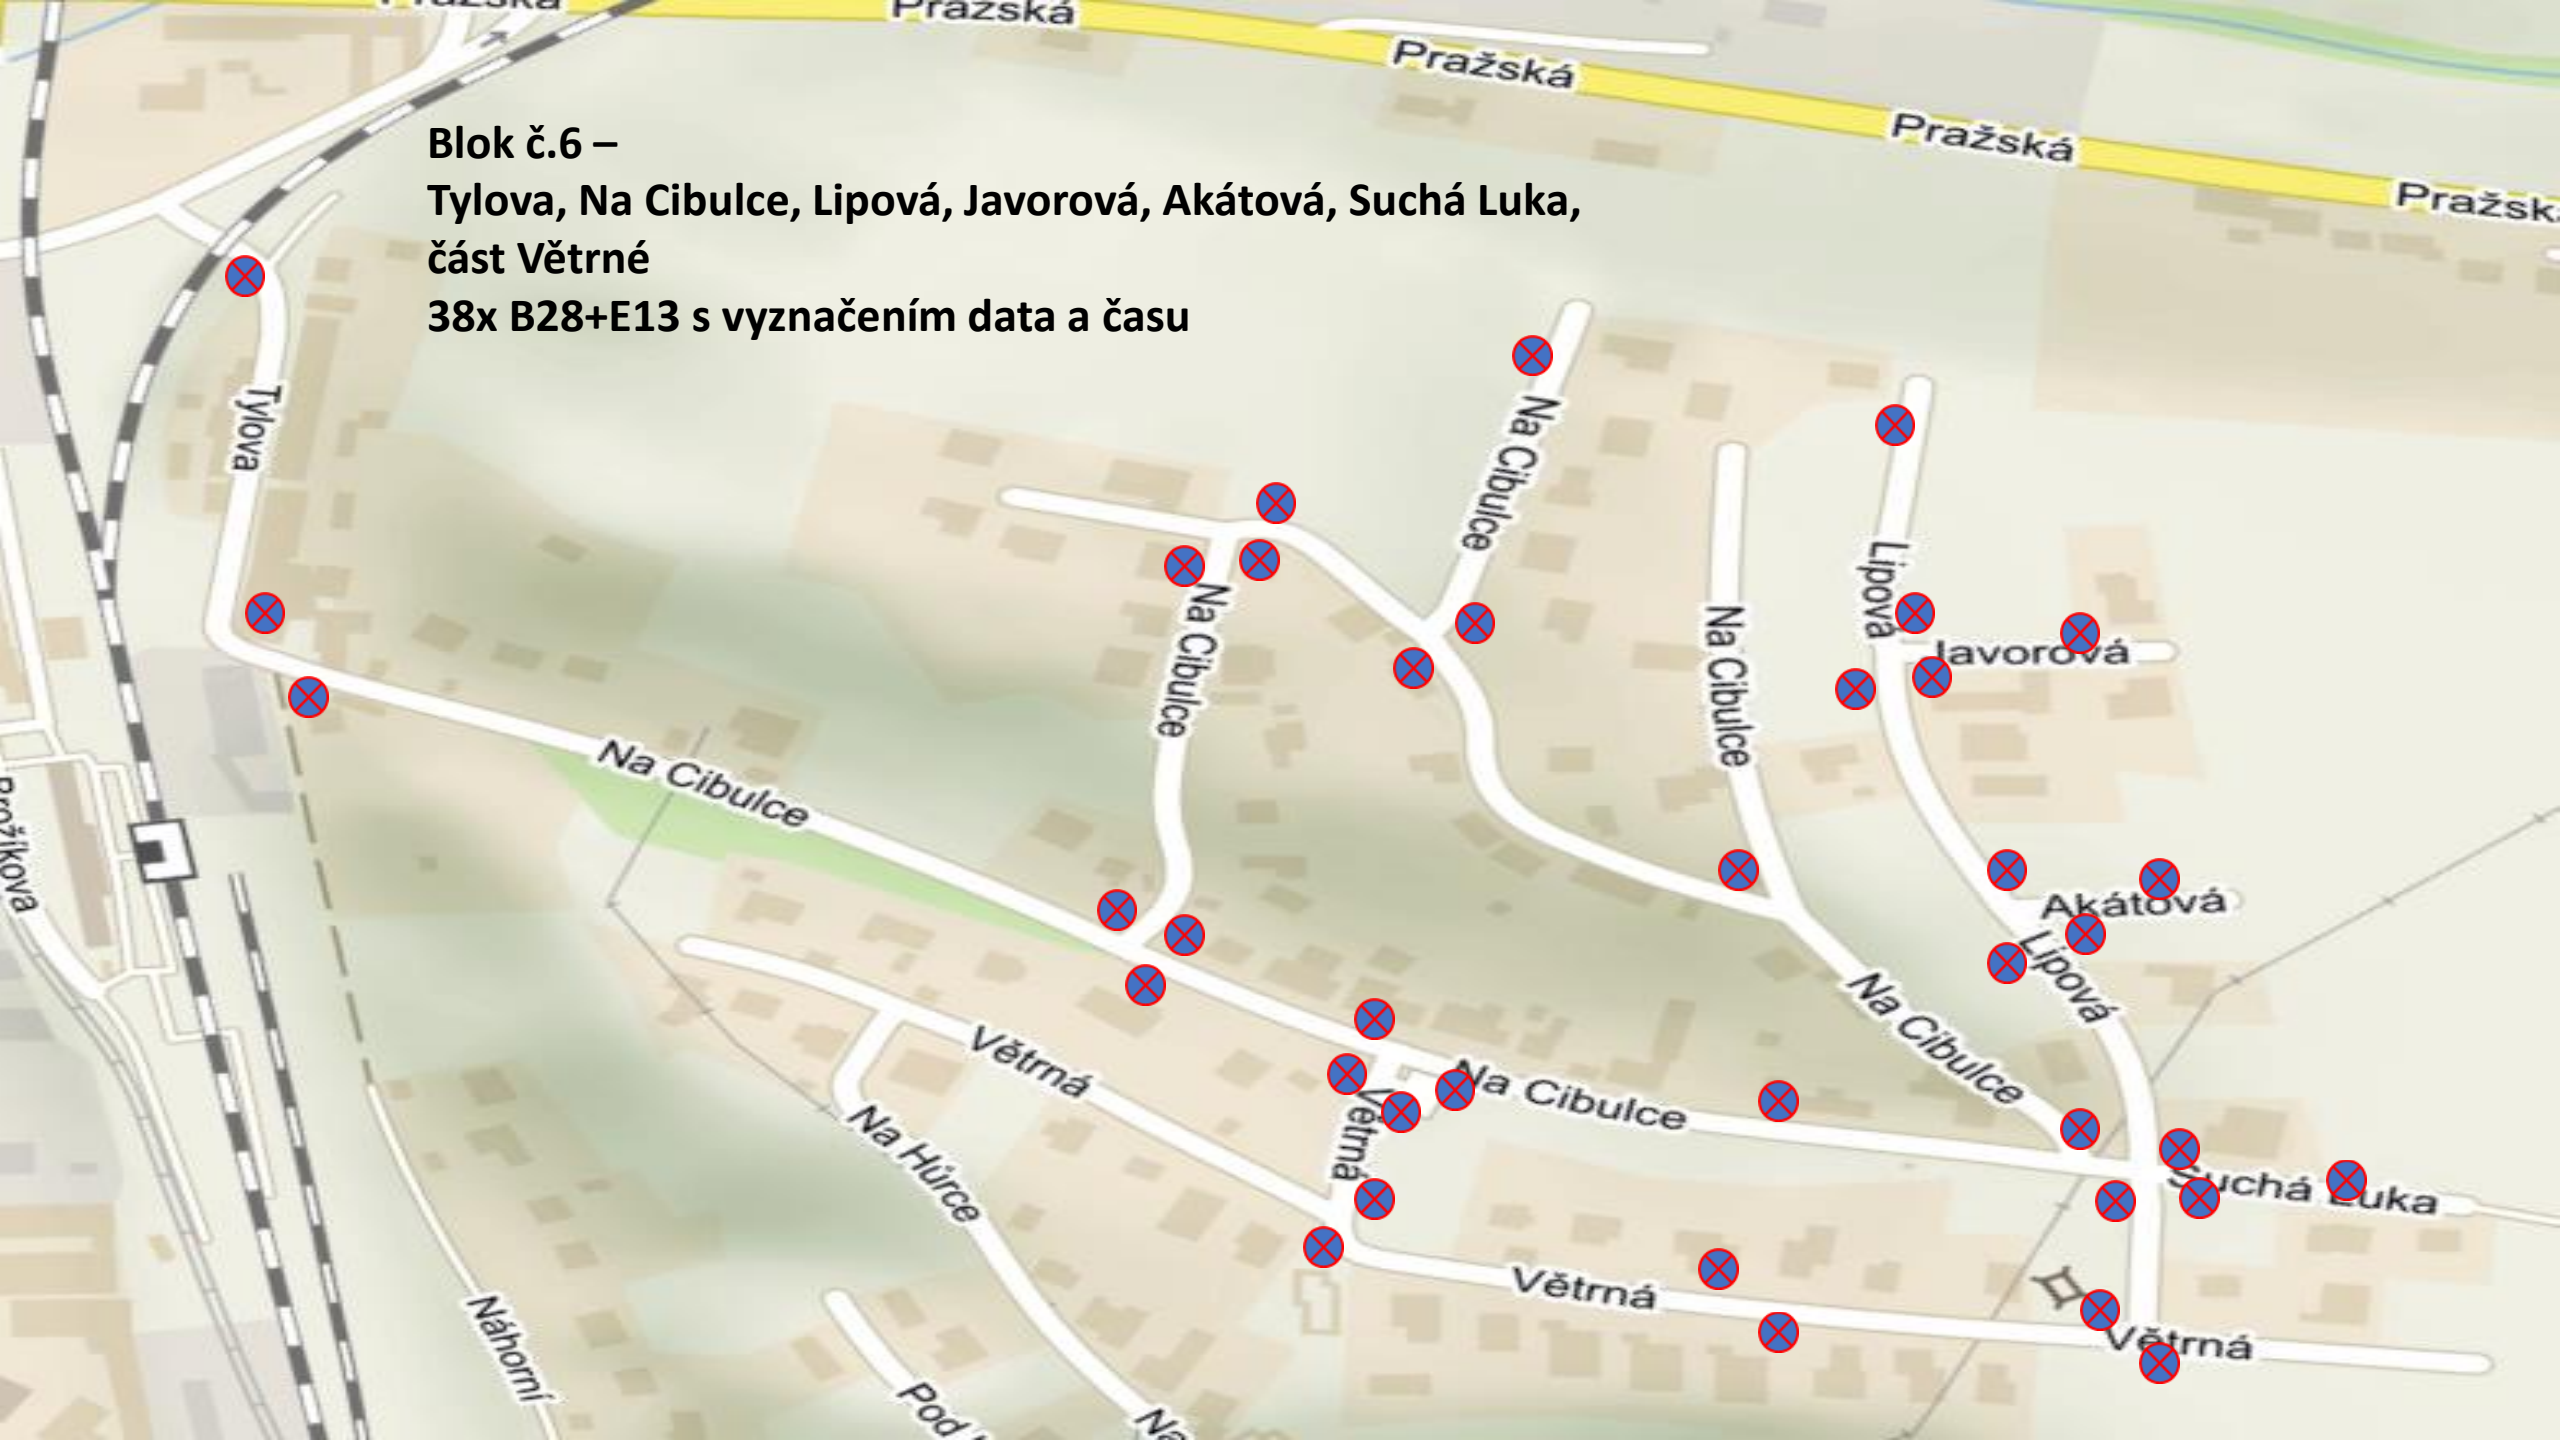 Pražská
Pražská
Pražská
Pražská
Blok č.6 –
Tylova, Na Cibulce, Lipová, Javorová, Akátová, Suchá Luka,
část Větrné
38x B28+E13 s vyznačením data a času
Tylova
Na Cibulce
Na Cibulce
Na Cibulce
Lipová
Javorová
Na Cibulce
Akátová
Lipová
Na Cibulce
Větrná
Na Cibulce
Větrná
Na Hůrce
Suchá Luka
Větrná
Větrná
Náhorní
Pod
Na